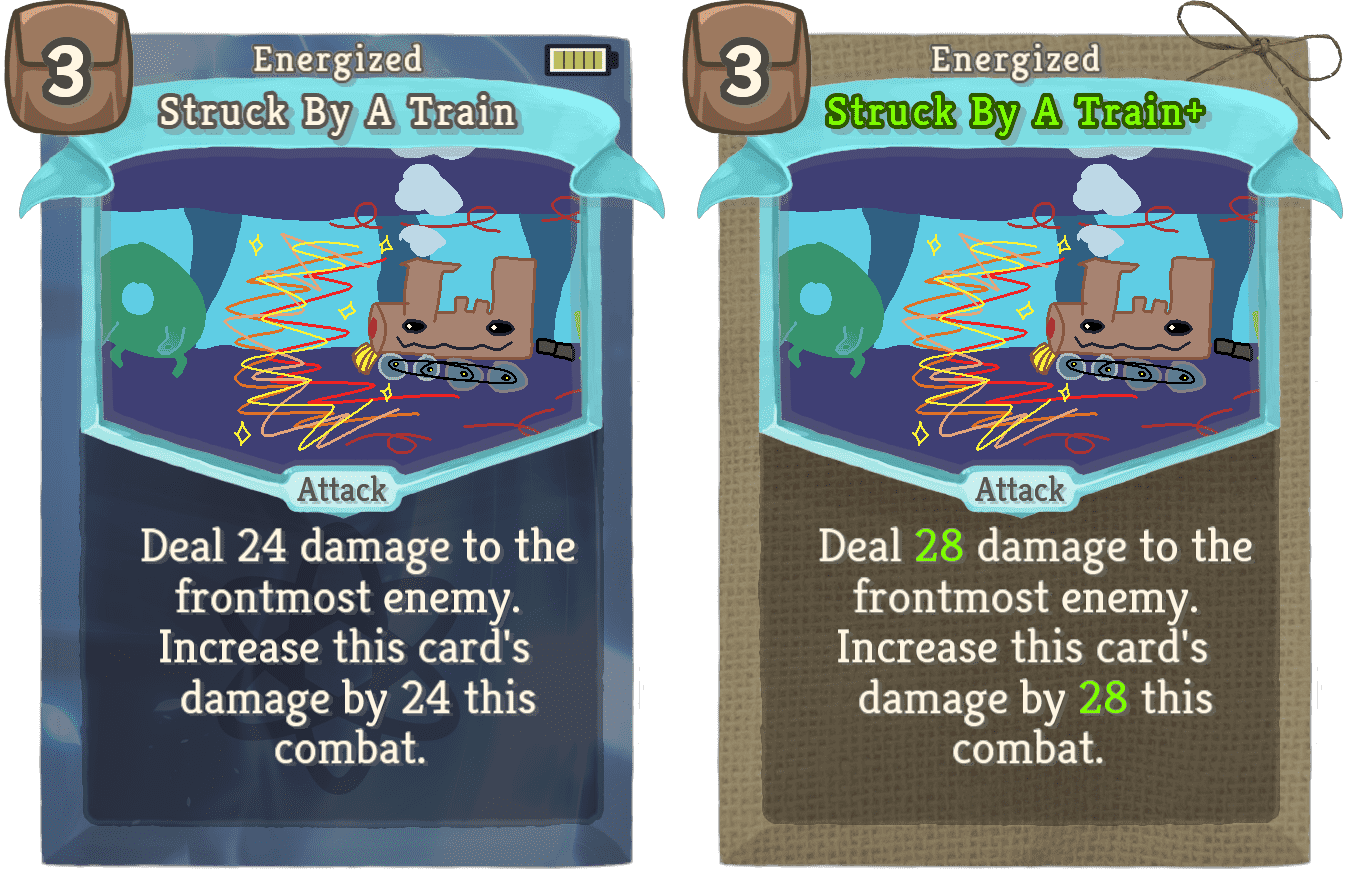 3
Energized
Struck By A Train
Attack
Deal 24 damage to the
frontmost enemy.
Increase this card's
damage by 24 this
combat.
3
Energized
Struck By A Train+
Attack
Deal 28 damage to the
frontmost enemy.
Increase this card's
damage by 28 this
combat.